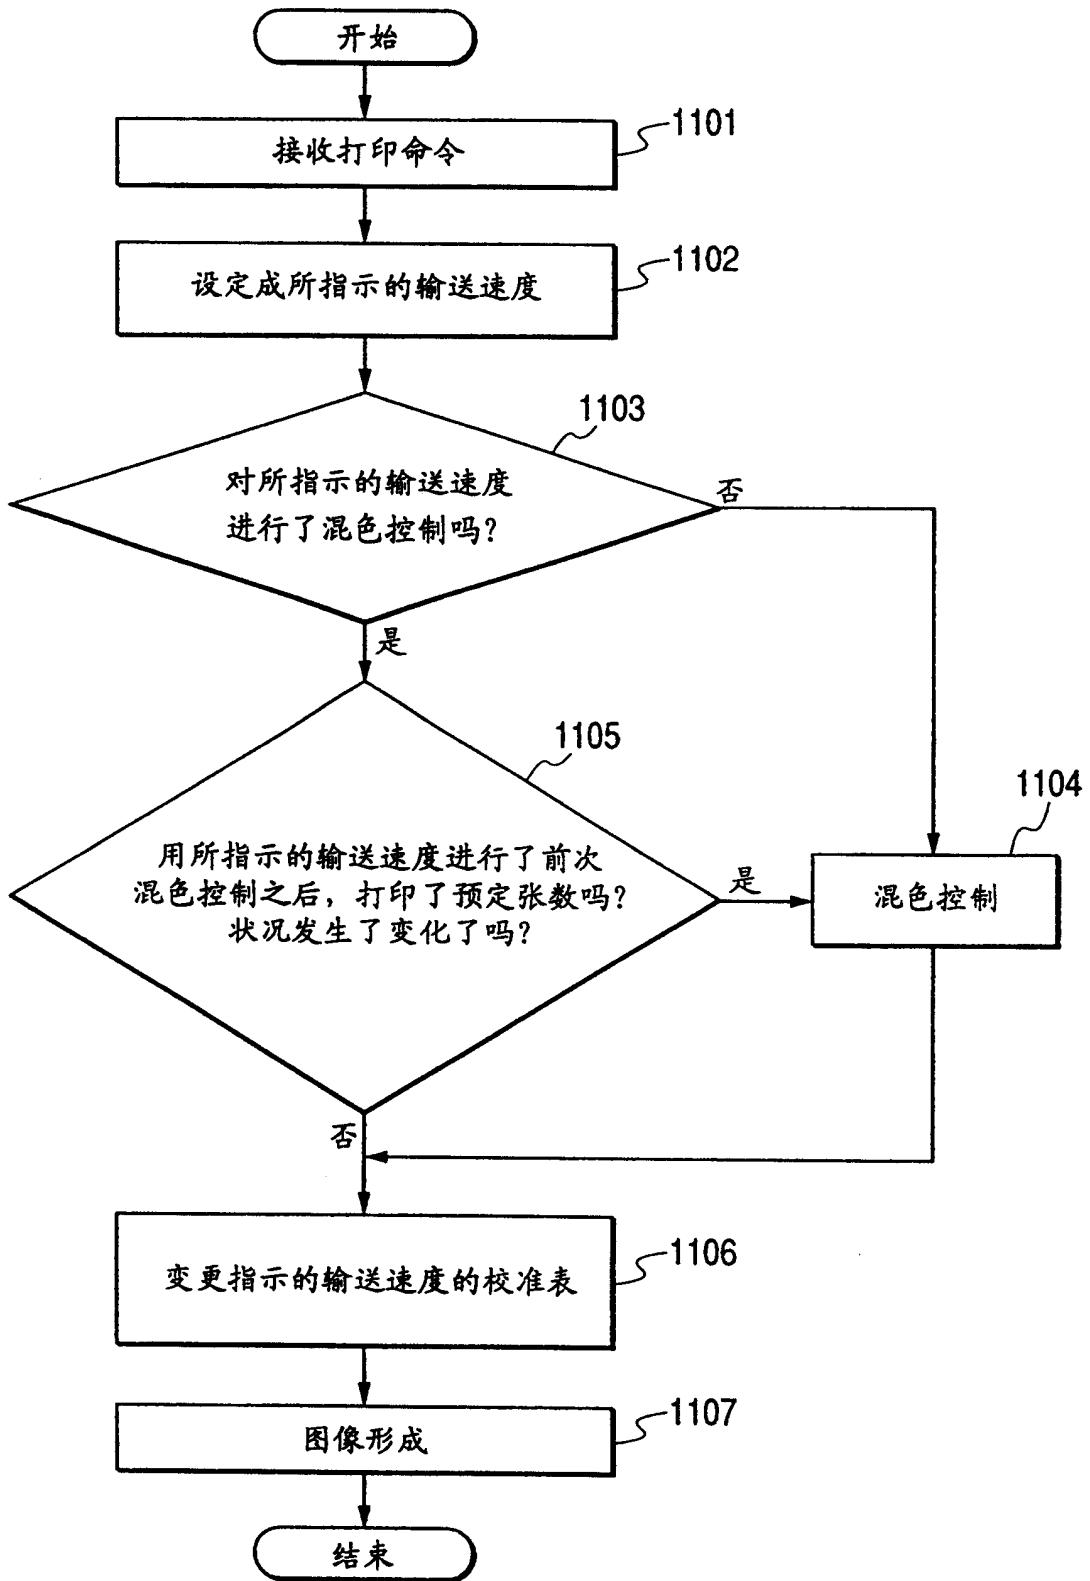 开始
接收打印命令
1101
设定成所指示的输送速度
1102
1103
对所指示的输送速度
进行了混色控制吗?
否
是
1105
1104
用所指示的输送速度进行了前次
混色控制之后，打印了预定张数吗?
状况发生了变化了吗?
是
混色控制
否
变更指示的输送速度的校准表
1106
图像形成
1107
结束